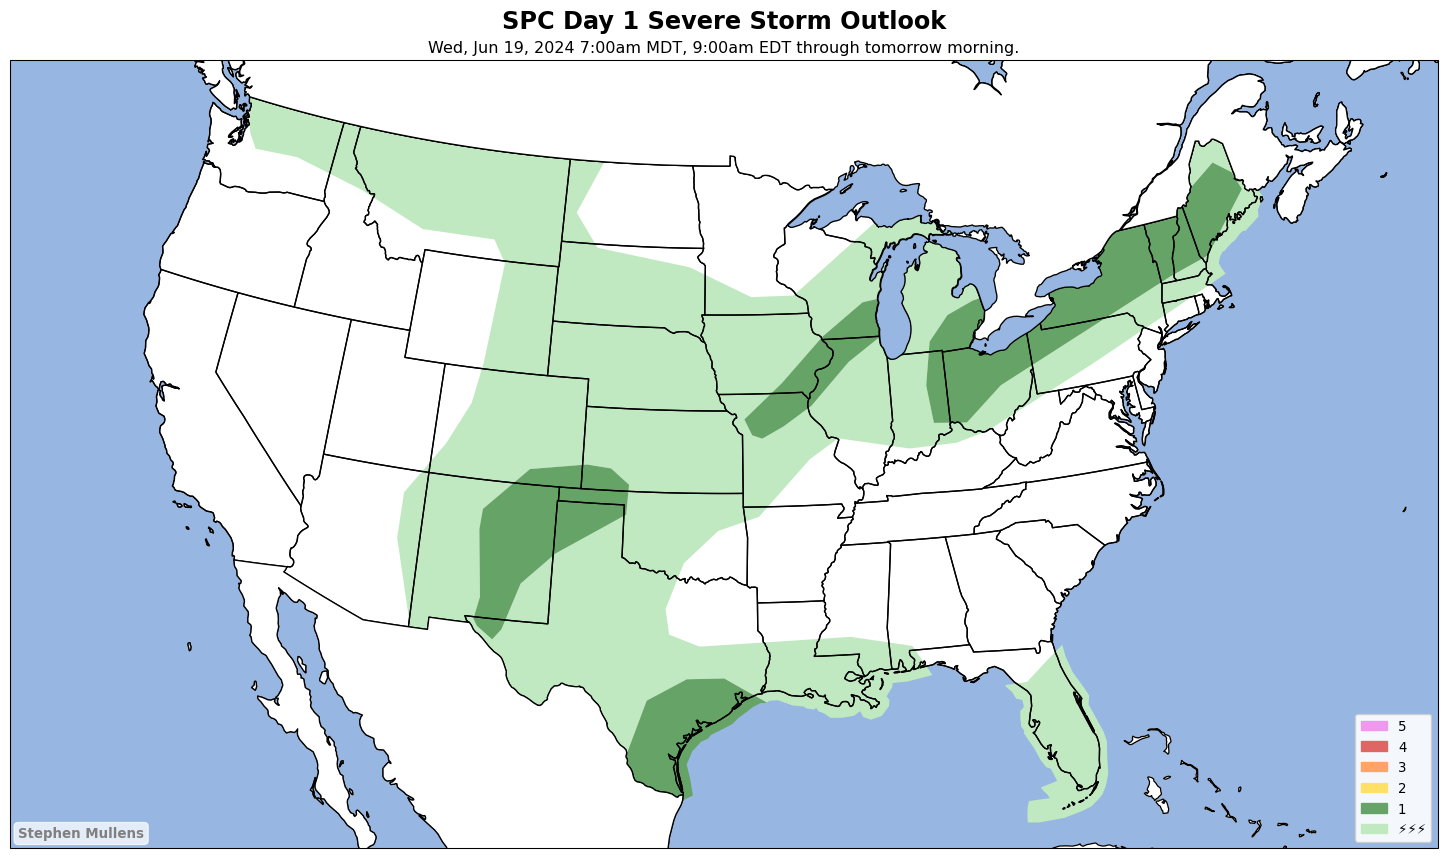 SPC Day 1 Severe Storm Outlook
Wed, Jun 19, 2024 7:00am MDT, 9:00am EDT through tomorrow morning.
5
4
3
2
1
⚡⚡⚡
Stephen Mullens